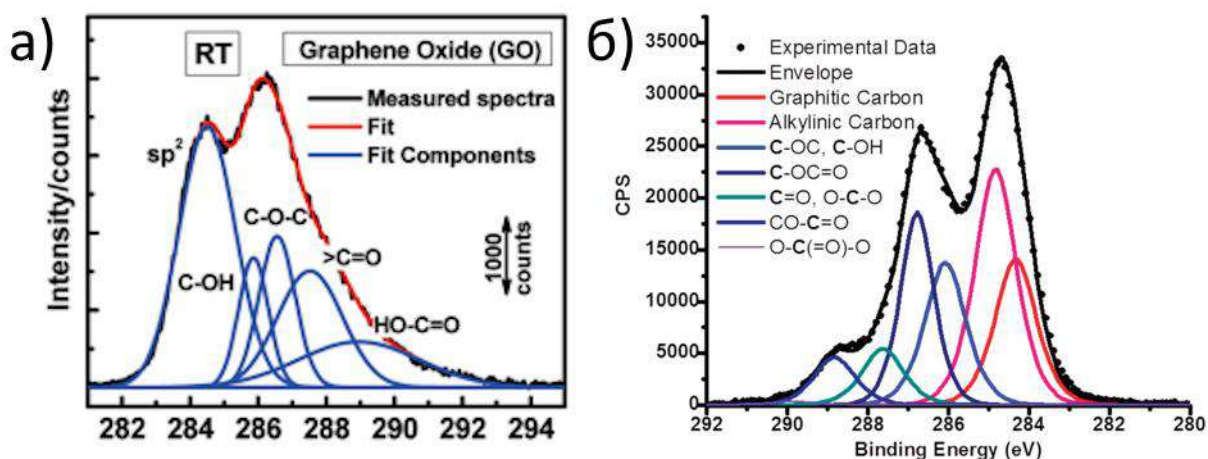 а)
RT
Graphene Oxide (GO)
Measured spectra
Fit
Fit Components
sp²
C-OH
C-O-C
>C=O
HO-C=O
1000
counts
Intensity/counts
282 284 286 288 290 292 294
б)
Experimental Data
Envelope
Graphitic Carbon
Alkylinic Carbon
C-OC, C-OH
C-OC=O
C=O, O-C-O
CO-C=O
O-C(=O)-O
CPS
35000
30000
25000
20000
15000
10000
5000
0
292 290 288 286 284 282 280
Binding Energy (eV)